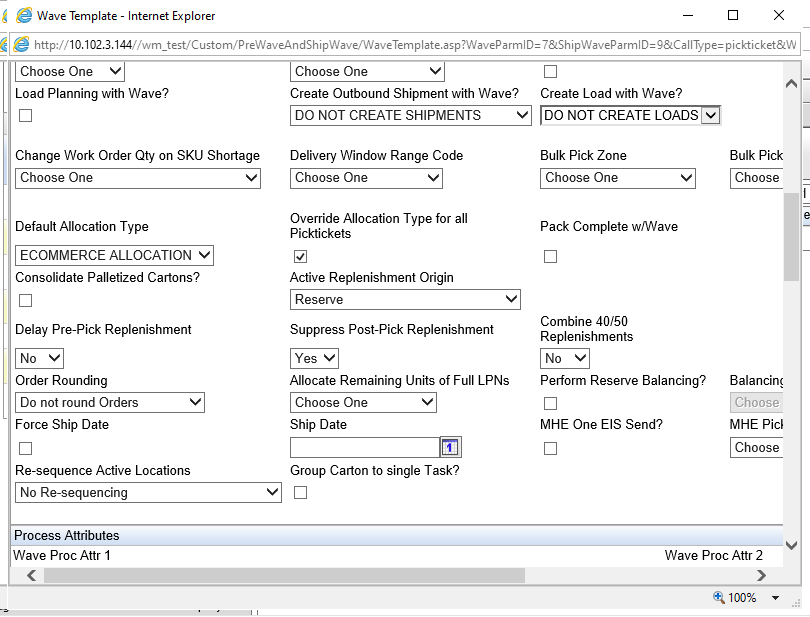 Wave Template - Internet Explorer
http://10.102.3.144//wm_test/Custom/PreWaveAndShipWave/WaveTemplate.asp?WaveParmID=7&ShipWaveParmID=9&CallType=pickticket&W
Choose One Choose One
Load Planning with Wave? Create Outbound Shipment with Wave? Create Load with Wave?
DO NOT CREATE SHIPMENTS DO NOT CREATE LOADS
Change Work Order Qty on SKU Shortage Delivery Window Range Code Bulk Pick Zone Bulk Pick
Choose One Choose One Choose One Choose
Default Allocation Type Override Allocation Type for all Picktickets Pack Complete w/Wave
ECOMMERCE ALLOCATION
Consolidate Palletized Cartons? Active Replenishment Origin
Reserve
Delay Pre-Pick Replenishment Suppress Post-Pick Replenishment Combine 40/50 Replenishments
No Yes No
Order Rounding Allocate Remaining Units of Full LPNs Perform Reserve Balancing? Balancing
Do not round Orders Choose One Choose
Force Ship Date Ship Date MHE One EIS Send? MHE Pick
1 Choose
Re-sequence Active Locations Group Carton to single Task?
No Re-sequencing
Process Attributes
Wave Proc Attr 1 Wave Proc Attr 2
100%